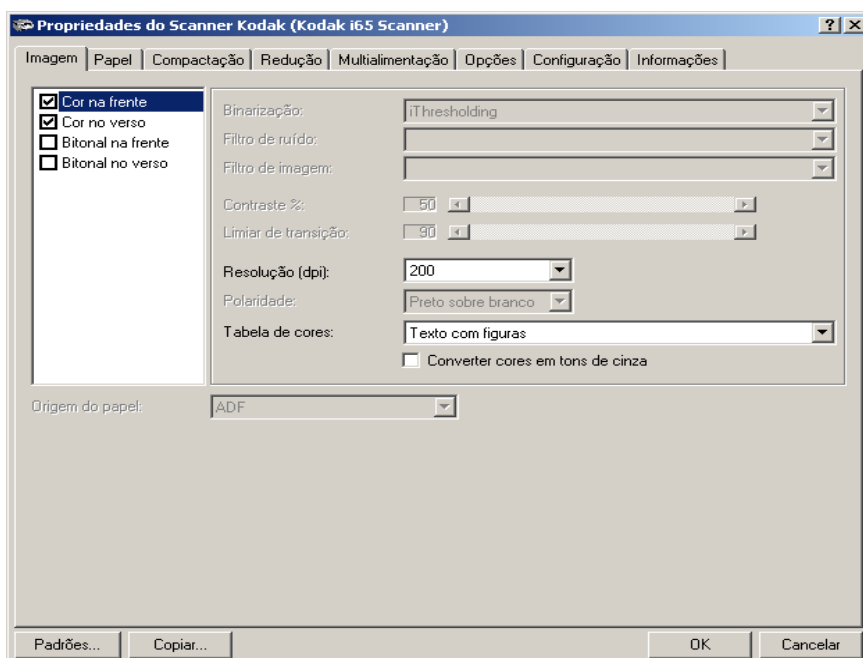 Propriedades do Scanner Kodak (Kodak i65 Scanner)
Imagem Papel Compactação Redução Multialimentação Opções Configuração Informações
Cor na frente
Cor no verso
Bitonal na frente
Bitonal no verso
Binarização: iThresholding
Filtro de ruído:
Filtro de imagem:
Contraste %: 50
Limiar de transição: 90
Resolução (dpi): 200
Polaridade: Preto sobre branco
Tabela de cores: Texto com figuras
Converter cores em tons de cinza
Origem do papel: ADF
Padrões... Copiar... OK Cancelar